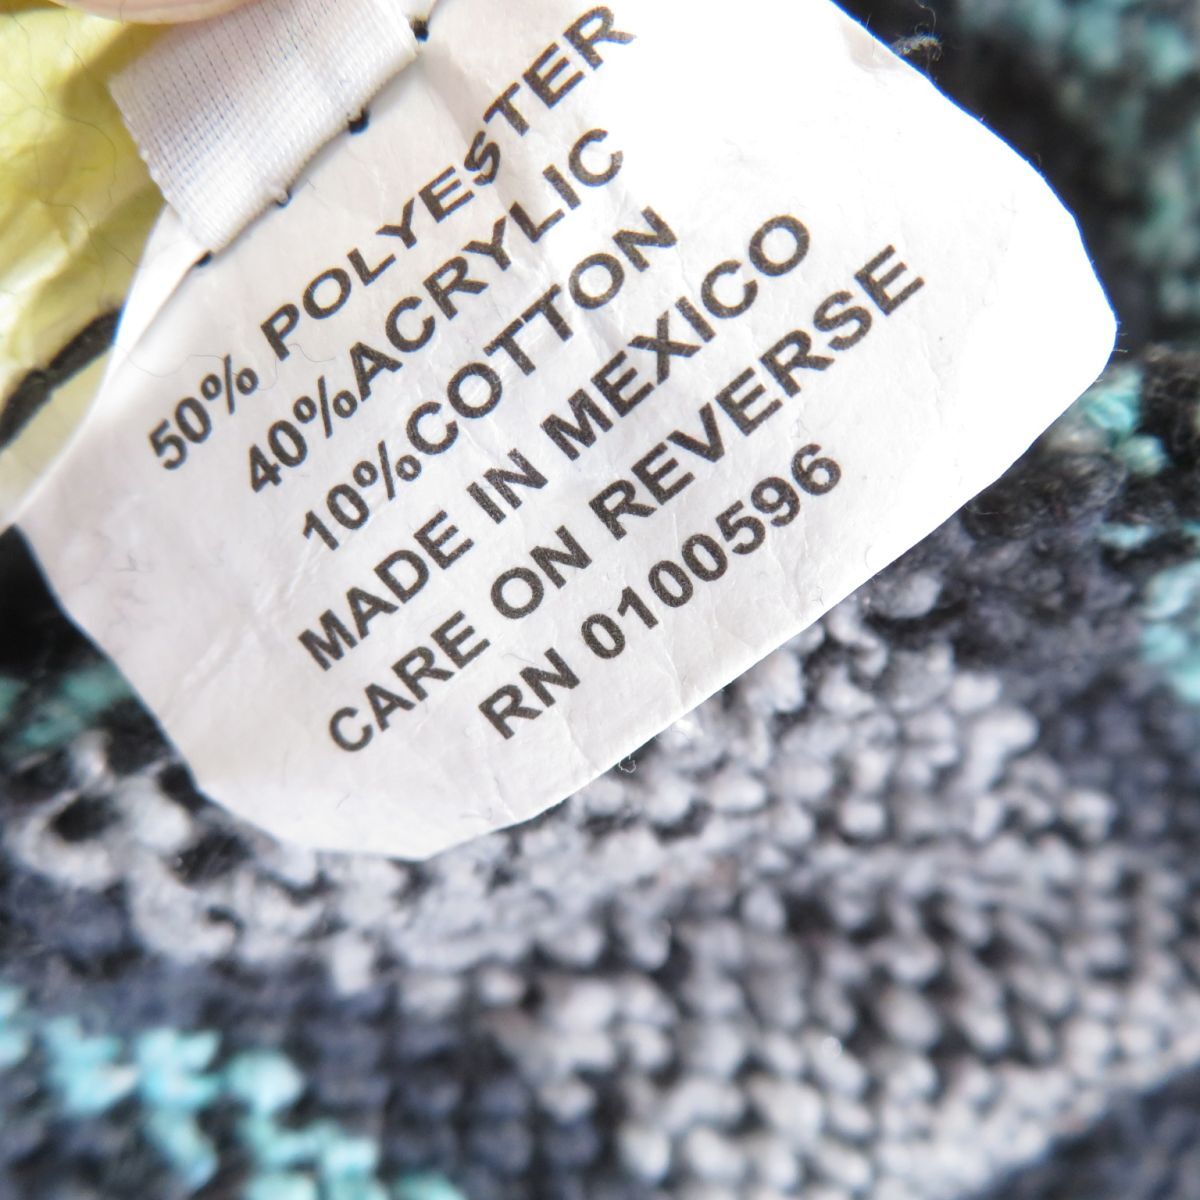 50% POLYESTER
40%ACRYLIC
10%COTTON
MADE IN MEXICO
CARE ON REVERSE
RN 0100596